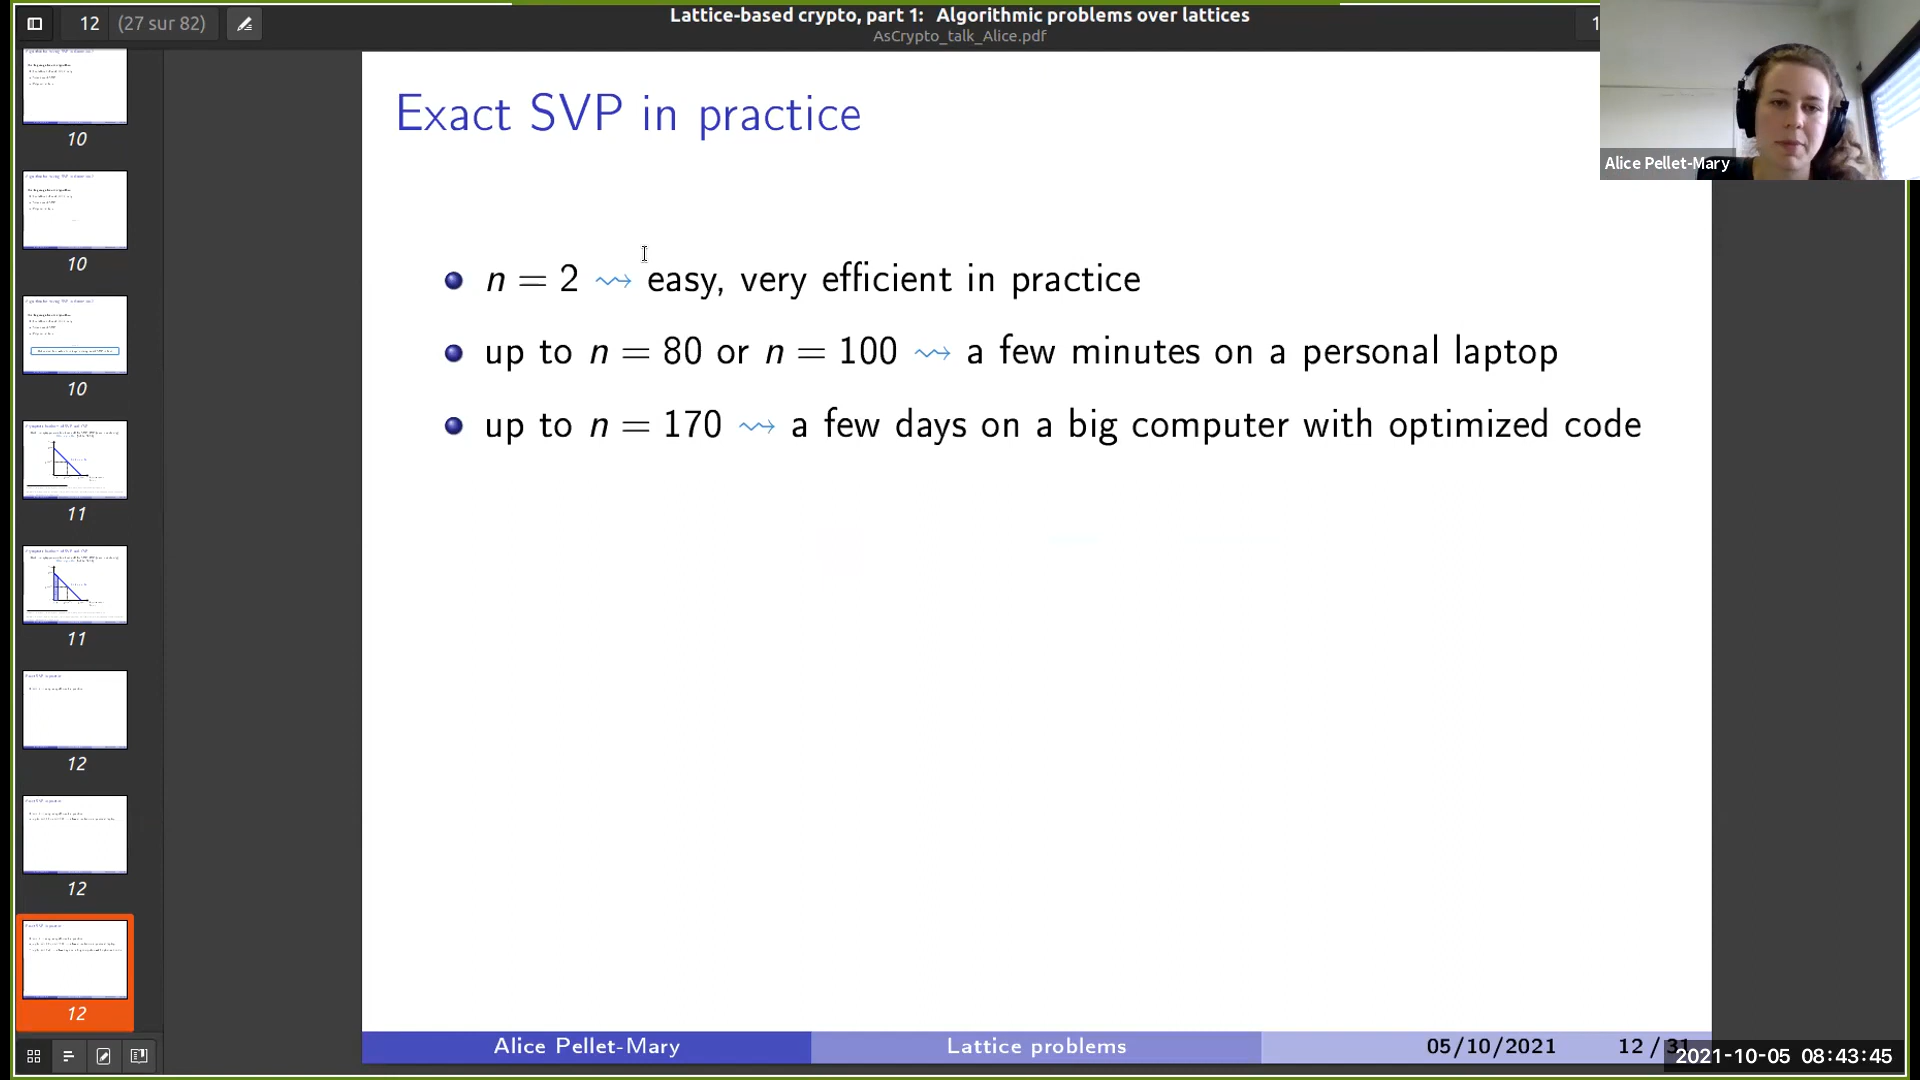 12 (27 sur 82)
Lattice-based crypto, part 1: Algorithmic problems over lattices
AsCrypto_talk_Alice.pdf
1
Alice Pellet-Mary
10
10
10
11
11
12
12
12
Exact SVP in practice
n = 2 ⇝ easy, very efficient in practice
up to n = 80 or n = 100 ⇝ a few minutes on a personal laptop
up to n = 170 ⇝ a few days on a big computer with optimized code
Alice Pellet-Mary Lattice problems 05/10/2021 12 / 31
2021-10-05 08:43:45